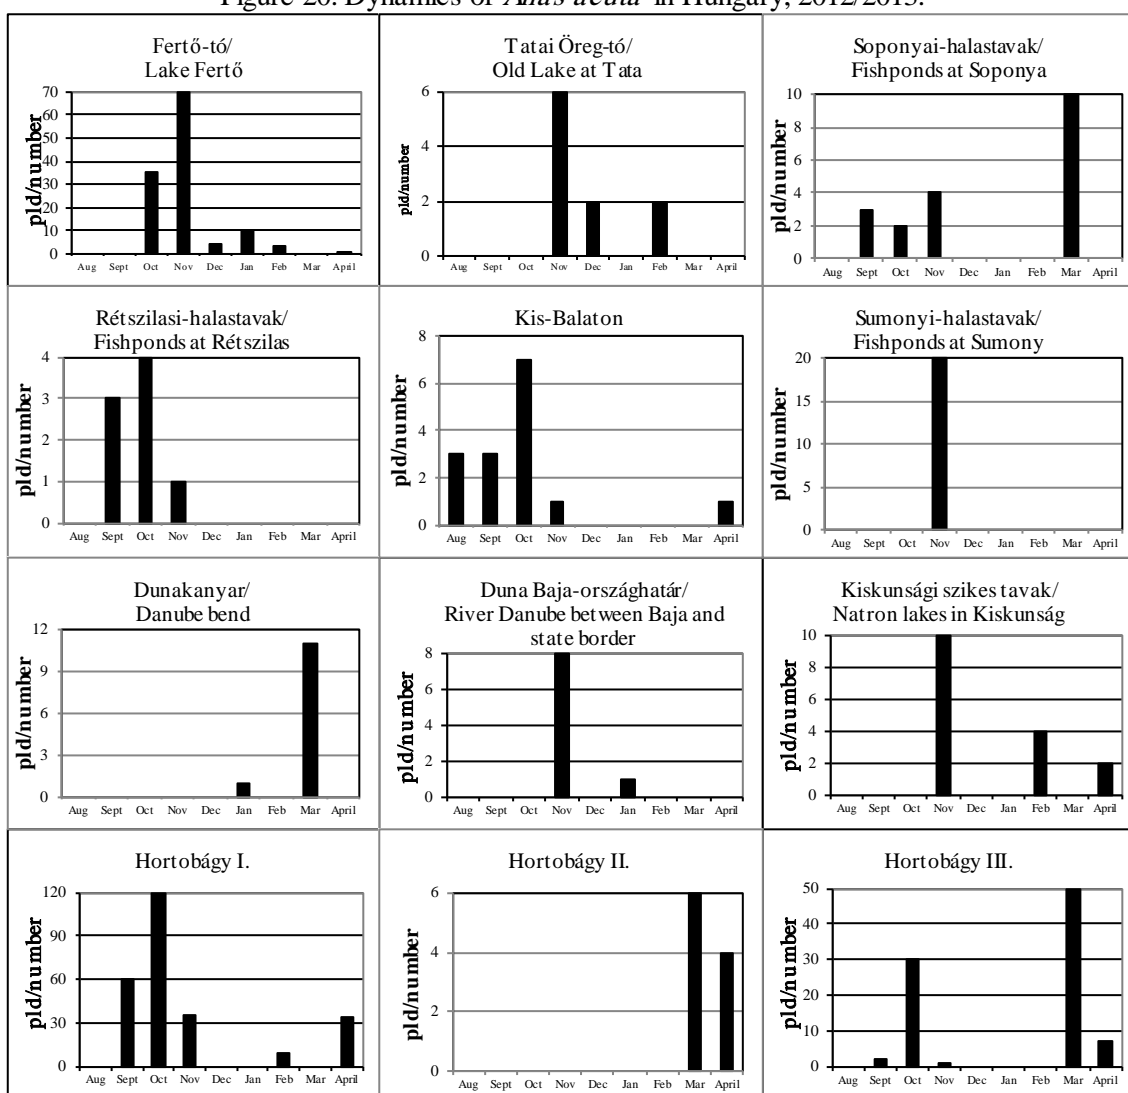 Figure 20. Dynamics of Anas acuta in Hungary, 2012/2013.
Fertő-tó/
Lake Fertő
pld/number
70
60
50
40
30
20
10
0
Aug Sept Oct Nov Dec Jan Feb Mar April
Tatai Öreg-tó/
Old Lake at Tata
pld/number
6
4
2
0
Aug Sept Oct Nov Dec Jan Feb Mar April
Soponyai-halastavak/
Fishponds at Soponya
pld/number
10
8
6
4
2
0
Aug Sept Oct Nov Dec Jan Feb Mar April
Rétszilasi-halastavak/
Fishponds at Rétszilas
pld/number
4
3
2
1
0
Aug Sept Oct Nov Dec Jan Feb Mar April
Kis-Balaton
pld/number
8
6
4
2
0
Aug Sept Oct Nov Dec Jan Feb Mar April
Sumonyi-halastavak/
Fishponds at Sumony
pld/number
20
15
10
5
0
Aug Sept Oct Nov Dec Jan Feb Mar April
Dunakanyar/
Danube bend
pld/number
12
9
6
3
0
Aug Sept Oct Nov Dec Jan Feb Mar April
Duna Baja-országhatár/
River Danube between Baja and
state border
pld/number
8
6
4
2
0
Aug Sept Oct Nov Dec Jan Feb Mar April
Kiskunsági szikes tavak/
Natron lakes in Kiskunság
pld/number
10
8
6
4
2
0
Aug Sept Oct Nov Dec Jan Feb Mar April
Hortobágy I.
pld/number
120
90
60
30
0
Aug Sept Oct Nov Dec Jan Feb Mar April
Hortobágy II.
pld/number
6
4
2
0
Aug Sept Oct Nov Dec Jan Feb Mar April
Hortobágy III.
pld/number
50
40
30
20
10
0
Aug Sept Oct Nov Dec Jan Feb Mar April